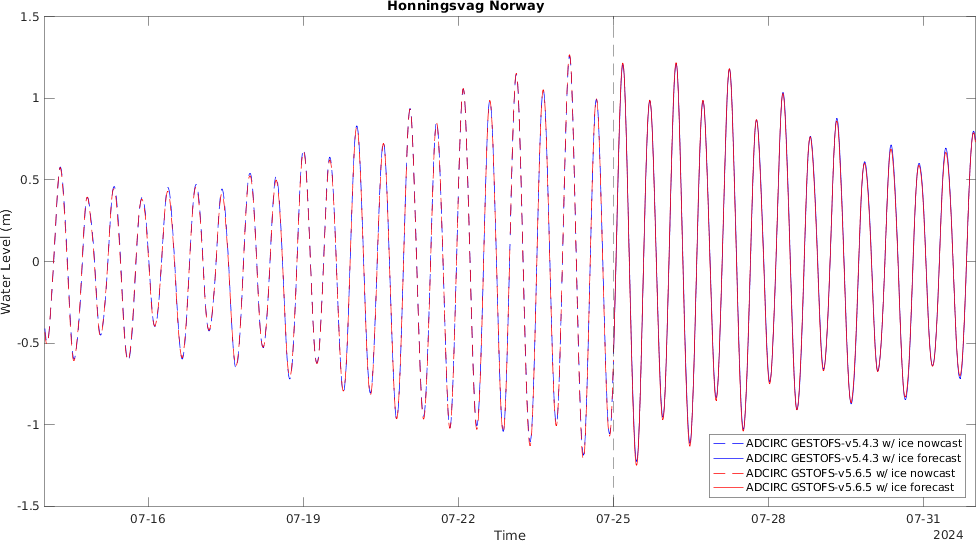 Honningsvag Norway
1.5
1
0.5
0
-0.5
-1
-1.5
Water Level (m)
07-16
07-19
07-22
07-25
07-28
07-31
Time
2024
ADCIRC GESTOFS-v5.4.3 w/ ice nowcast
ADCIRC GESTOFS-v5.4.3 w/ ice forecast
ADCIRC GSTOFS-v5.6.5 w/ ice nowcast
ADCIRC GSTOFS-v5.6.5 w/ ice forecast